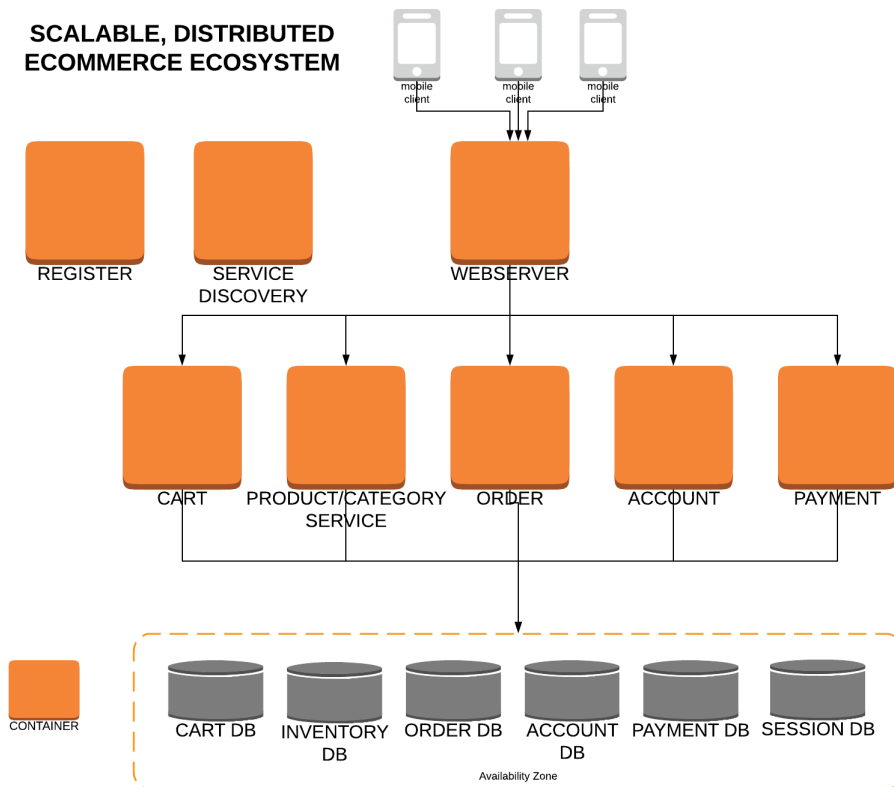 SCALABLE, DISTRIBUTED
ECOMMERCE ECOSYSTEM
mobile
client
mobile
client
mobile
client
REGISTER
SERVICE
DISCOVERY
WEBSERVER
CART
PRODUCT/CATEGORY
SERVICE
ORDER
ACCOUNT
PAYMENT
CONTAINER
CART DB
INVENTORY
DB
ORDER DB
ACCOUNT
DB
PAYMENT DB
SESSION DB
Availability Zone